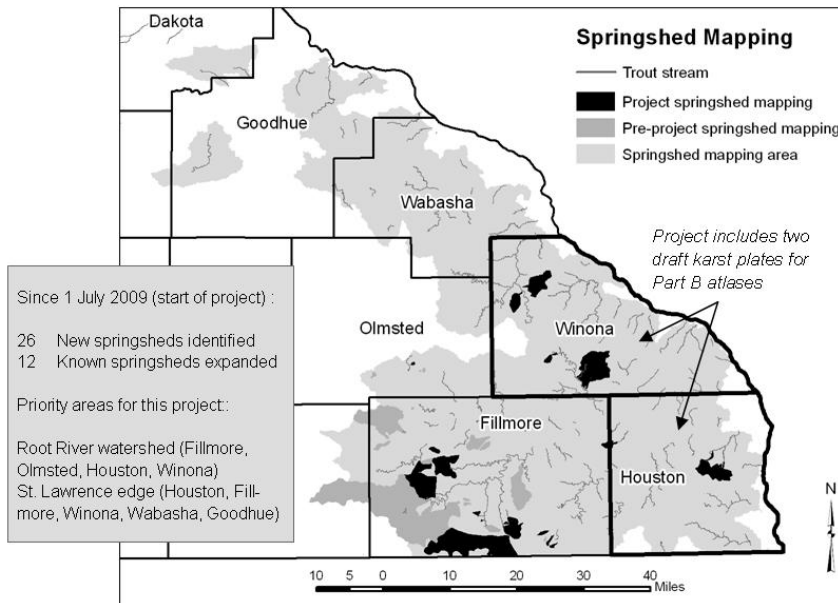 Dakota
Springshed Mapping
Trout stream
Project springshed mapping
Pre-project springshed mapping
Springshed mapping area
Goodhue
Wabasha
Project includes two
draft karst plates for
Part B atlases
Since 1 July 2009 (start of project) :
26 New springsheds identified
12 Known springsheds expanded
Priority areas for this project::
Root River watershed (Fillmore,
Olmsted, Houston, Winona)
St. Lawrence edge (Houston, Fill-
more, Winona, Wabasha, Goodhue)
Olmsted
Winona
Fillmore
Houston
N
10 5 0 10 20 30 40
Miles